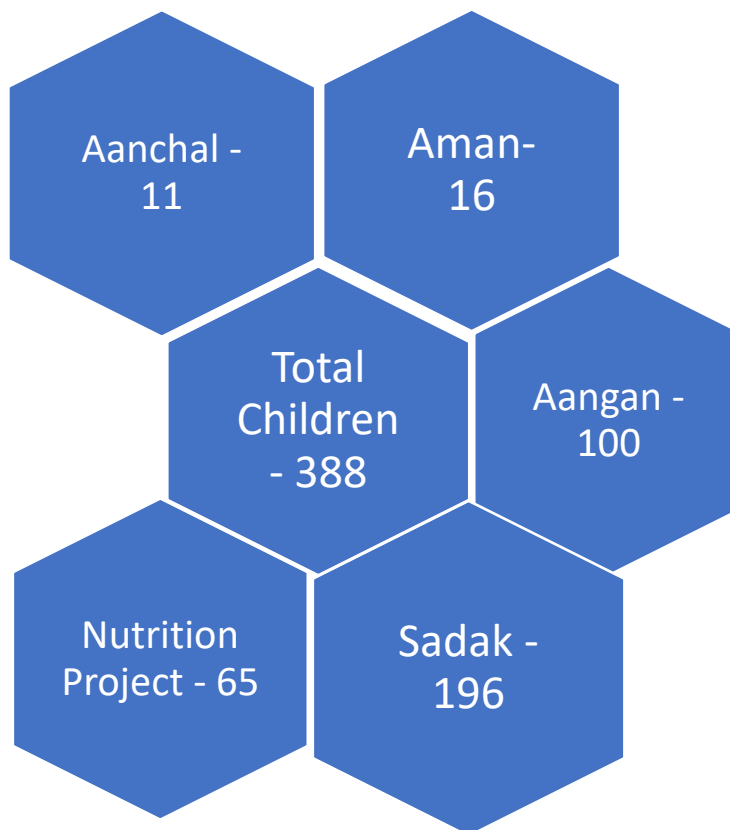 Aanchal -
11
Aman-
16
Total
Children
- 388
Aangan -
100
Nutrition
Project - 65
Sadak -
196